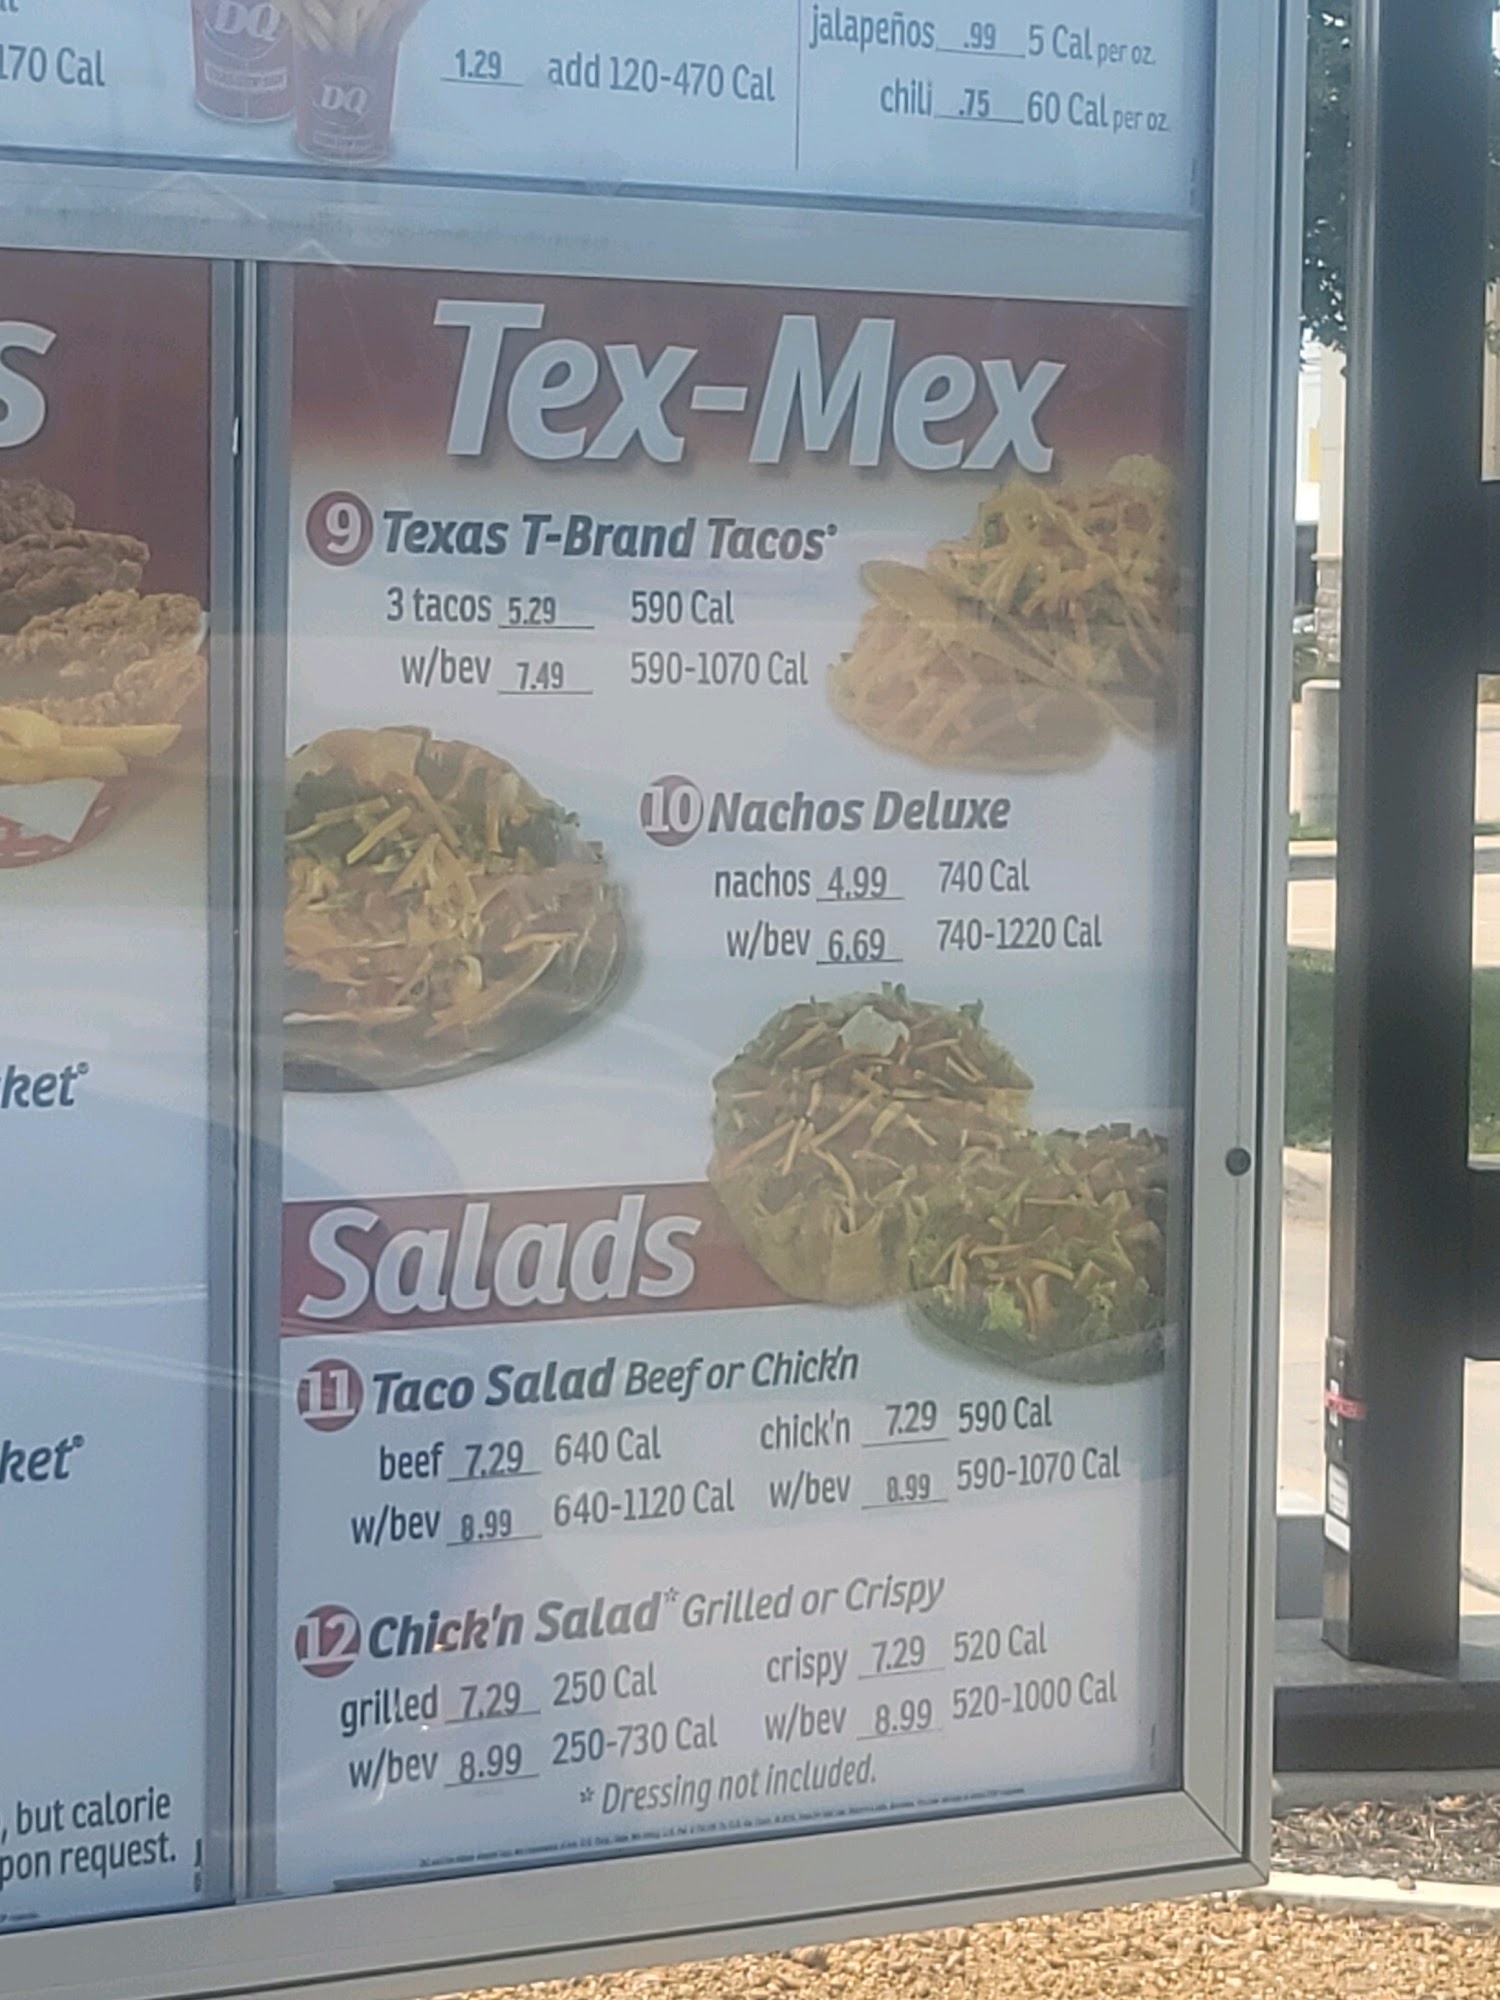 170 Cal
DQ
DQ
1.29 add 120-470 Cal
jalapeños .99 5 Cal per oz.
chili .75 60 Cal per oz.
s
Tex-Mex
9 Texas T-Brand Tacos®
3 tacos 5.29 590 Cal
w/bev 7.49 590-1070 Cal
10 Nachos Deluxe
nachos 4.99 740 Cal
w/bev 6.69 740-1220 Cal
ket®
ket®
Salads
11 Taco Salad Beef or Chick'n
beef 7.29 640 Cal chick'n 7.29 590 Cal
w/bev 8.99 640-1120 Cal w/bev 8.99 590-1070 Cal
12 Chick'n Salad* Grilled or Crispy
grilled 7.29 250 Cal crispy 7.29 520 Cal
w/bev 8.99 250-730 Cal w/bev 8.99 520-1000 Cal
* Dressing not included.
, but calorie
pon request.